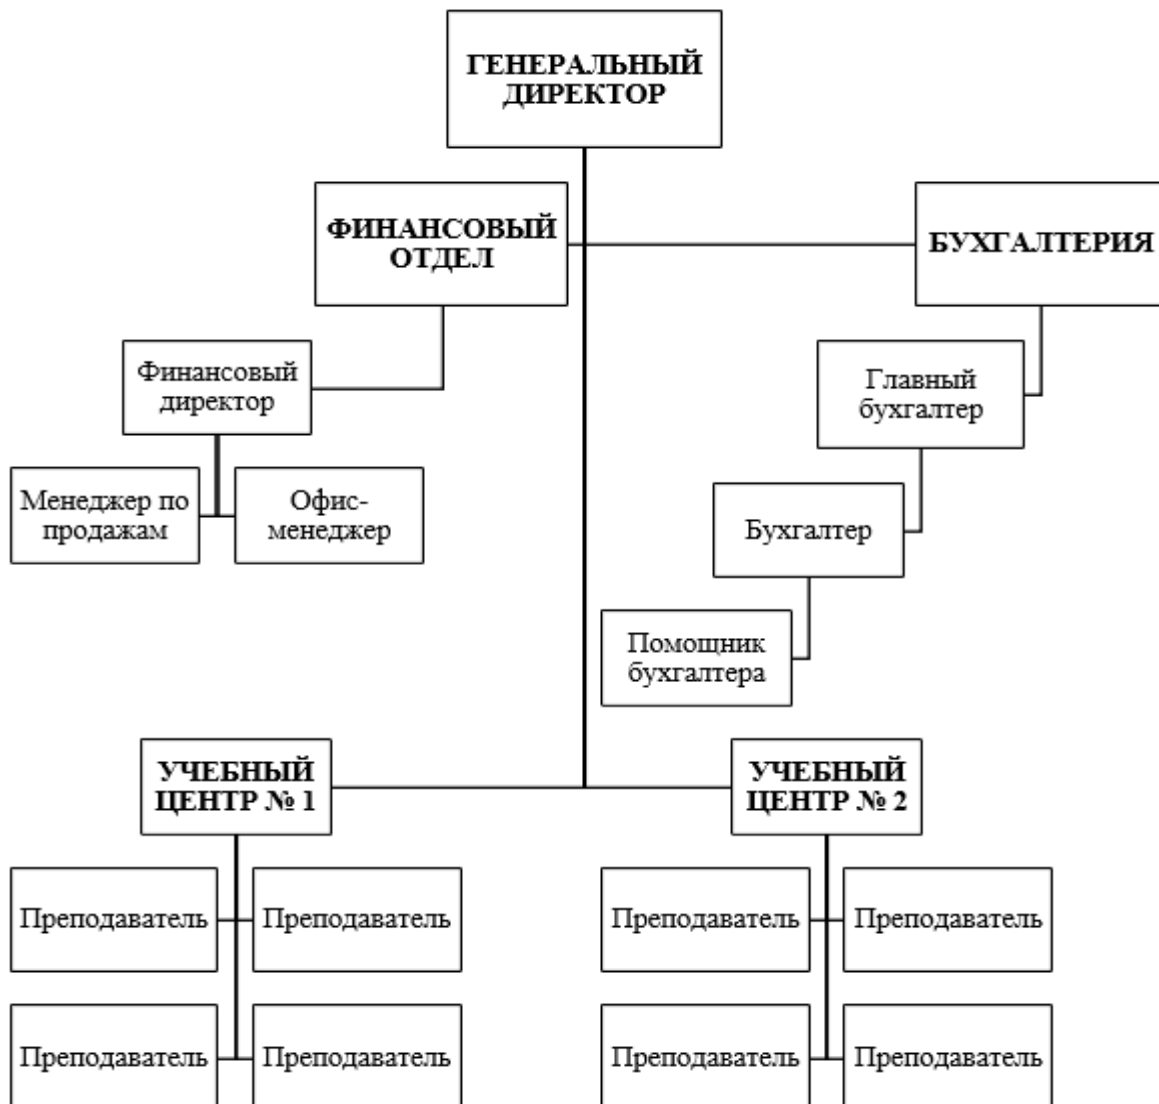 ГЕНЕРАЛЬНЫЙ
ДИРЕКТОР
ФИНАНСОВЫЙ
ОТДЕЛ
БУХГАЛТЕРИЯ
Финансовый
директор
Главный
бухгалтер
Менеджер по
продажам
Офис-
менеджер
Бухгалтер
Помощник
бухгалтера
УЧЕБНЫЙ
ЦЕНТР № 1
УЧЕБНЫЙ
ЦЕНТР № 2
Преподаватель
Преподаватель
Преподаватель
Преподаватель
Преподаватель
Преподаватель
Преподаватель
Преподаватель